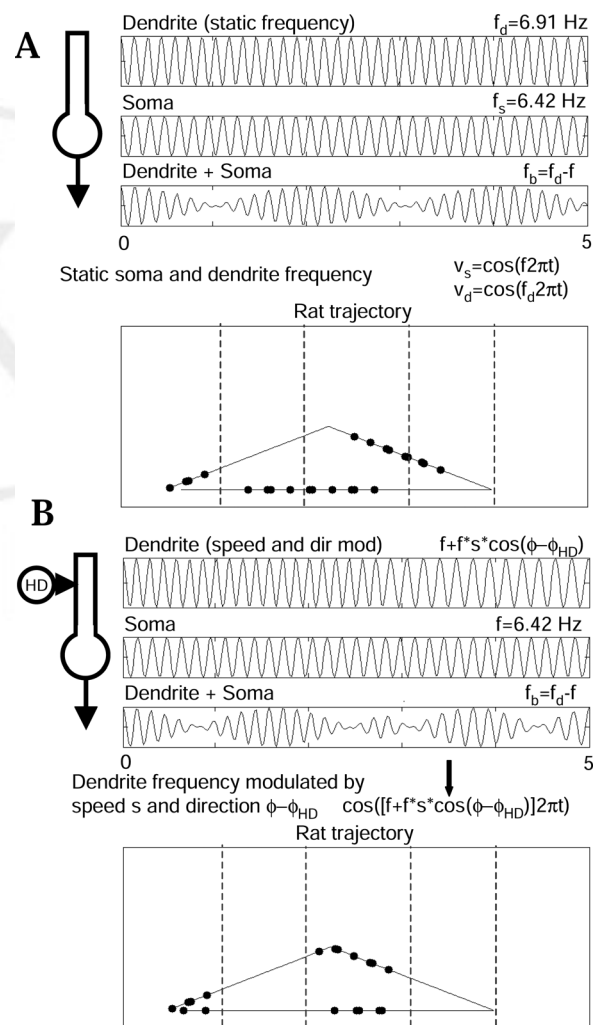 A
Dendrite (static frequency) f_d=6.91 Hz
Soma f_s=6.42 Hz
Dendrite + Soma f_b=f_d-f
0 5
Static soma and dendrite frequency
v_s=cos(f2πt)
v_d=cos(f_d2πt)
Rat trajectory
B
Dendrite (speed and dir mod) f+f*s*cos(ϕ−ϕ_HD)
HD
Soma f=6.42 Hz
Dendrite + Soma f_b=f_d-f
0 5
Dendrite frequency modulated by
speed s and direction ϕ−ϕ_HD cos([f+f*s*cos(ϕ−ϕ_HD)]2πt)
Rat trajectory